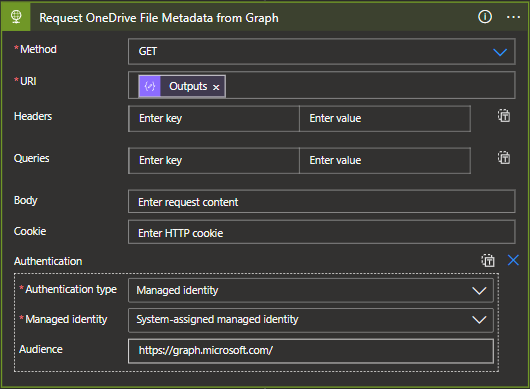 Request OneDrive File Metadata from Graph
* Method GET
* URI Outputs ×
Headers Enter key Enter value
Queries Enter key Enter value
Body Enter request content
Cookie Enter HTTP cookie
Authentication
* Authentication type Managed identity
* Managed identity System-assigned managed identity
Audience https://graph.microsoft.com/